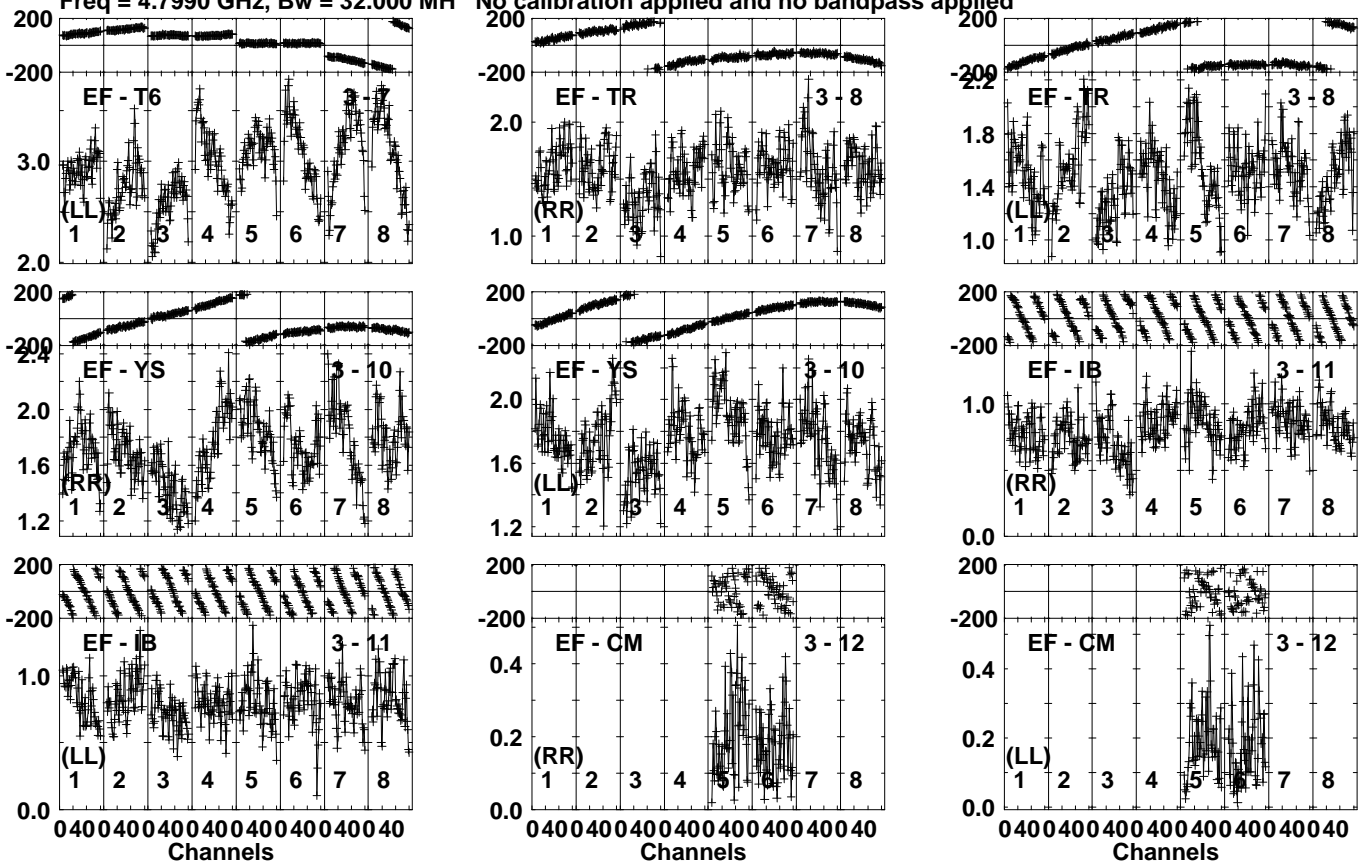 Freq = 4.7990 GHz, Bw = 32.000 MH No calibration applied and no bandpass applied
200
-200
EF - T6 3 - 7
3.0
2.0
(LL)
1 2 3 4 5 6 7 8
200
EF - TR 3 - 8
2.0
1.0
(RR)
1 2 3 4 5 6 7 8
-200
200
-200
2.2
EF - TR 3 - 8
1.8
1.4
1.0
(LL)
1 2 3 4 5 6 7 8
200
-200
2.4
EF - YS 3 - 10
2.0
1.6
1.2
(RR)
1 2 3 4 5 6 7 8
200
-200
EF - YS 3 - 10
2.0
1.6
1.2
(LL)
1 2 3 4 5 6 7 8
200
-200
EF - IB 3 - 11
1.0
0.0
(RR)
1 2 3 4 5 6 7 8
200
-200
EF - IB 3 - 11
1.0
0.0
(LL)
1 2 3 4 5 6 7 8
0 40 0 40 0 40 0 40 0 40 0 40 0 40 0 40
Channels
200
-200
EF - CM 3 - 12
0.4
0.2
(RR)
1 2 3 4 5 6 7 8
0 40 0 40 0 40 0 40 0 40 0 40 0 40 0 40
Channels
200
-200
EF - CM 3 - 12
0.4
0.2
0.0
(LL)
1 2 3 4 5 6 7 8
0 40 0 40 0 40 0 40 0 40 0 40 0 40 0 40
Channels